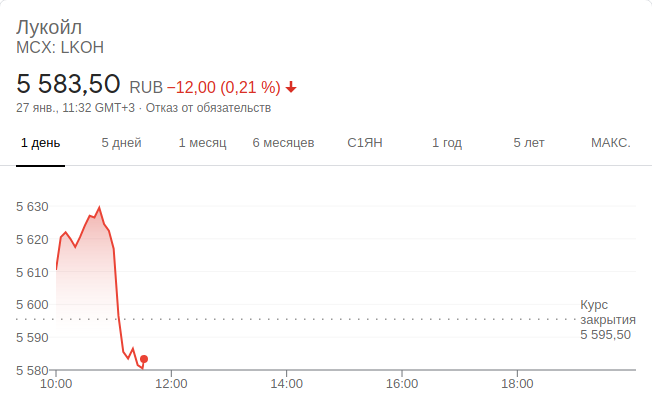 Лукойл
MCX: LKOH
5 583,50 RUB −12,00 (0,21 %)
27 янв., 11:32 GMT+3 · Отказ от обязательств
1 день 5 дней 1 месяц 6 месяцев С1ЯН 1 год 5 лет МАКС.
5 630
5 620
5 610
5 600
Курс
закрытия
5 595,50
5 590
5 580
10:00 12:00 14:00 16:00 18:00